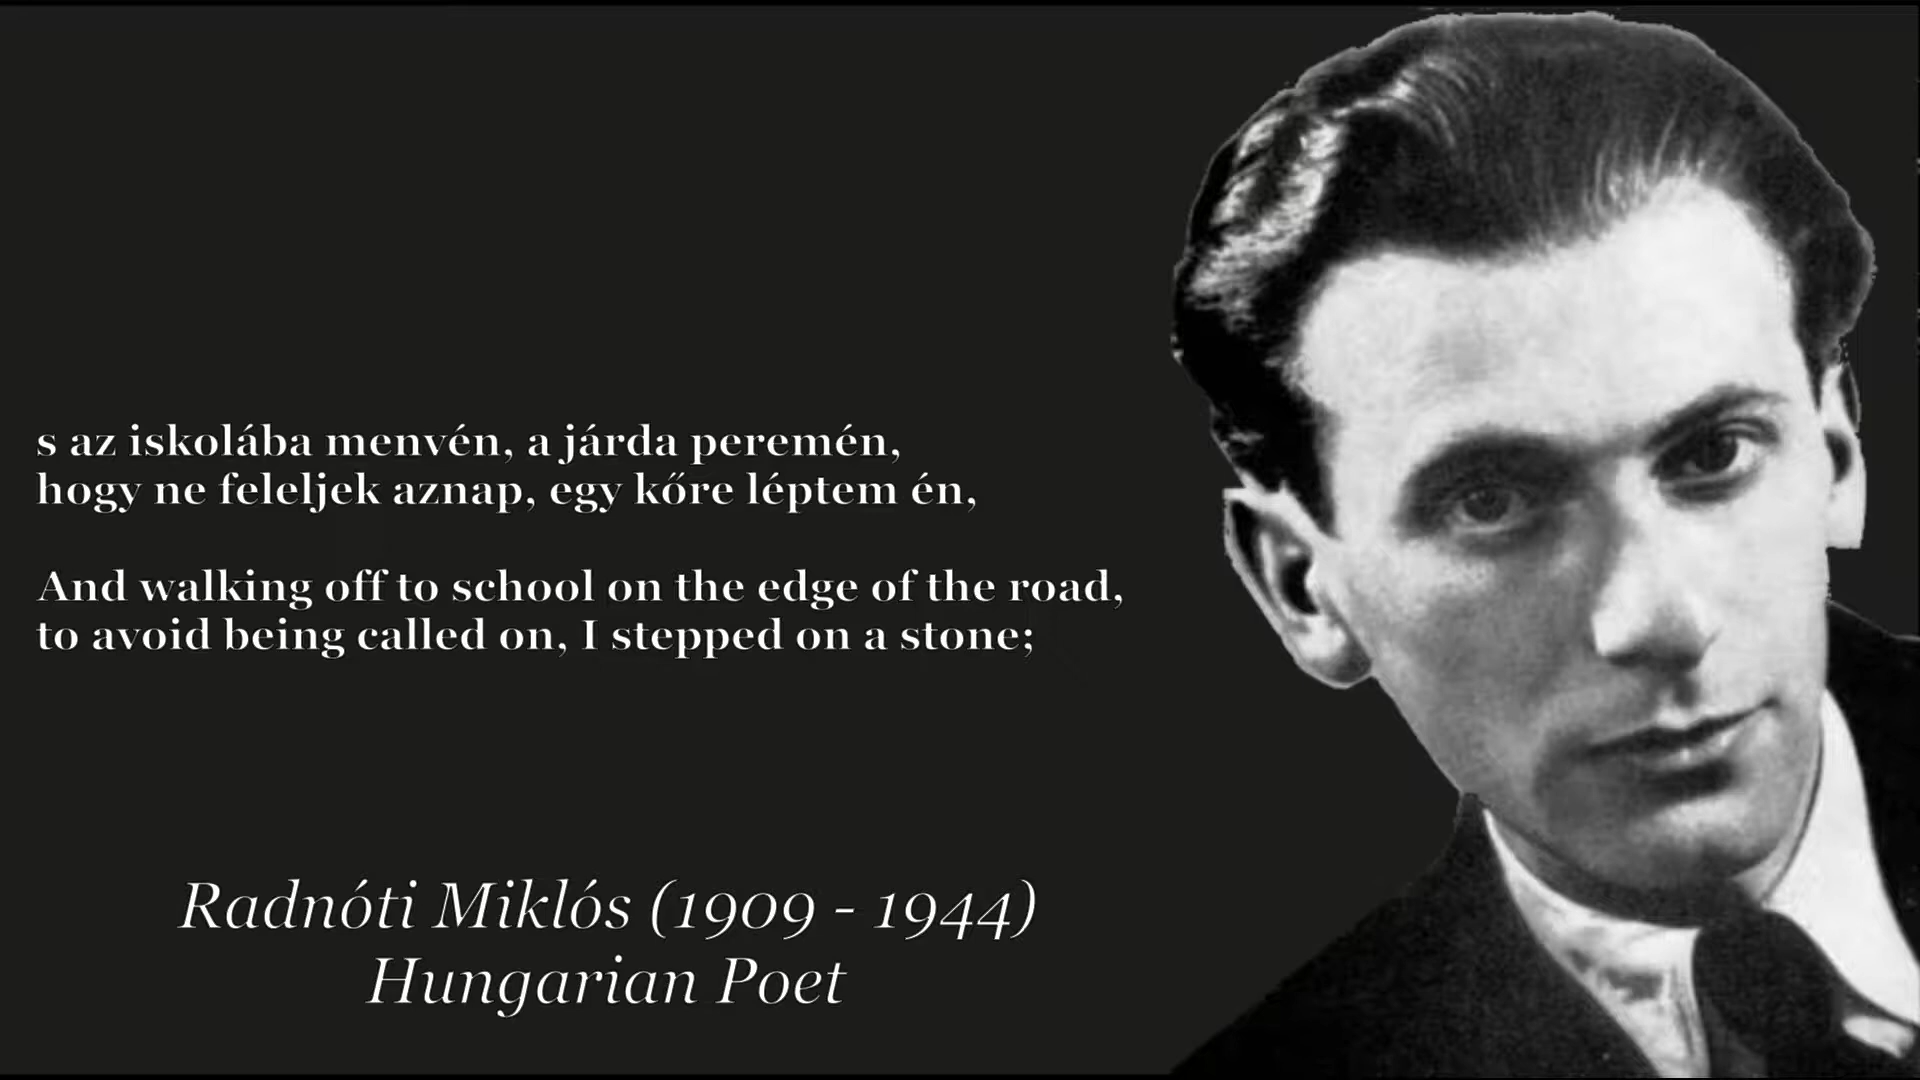 s az iskolába menvén, a járda peremén,
hogy ne feleljek aznap, egy kőre léptem én,
And walking off to school on the edge of the road,
to avoid being called on, I stepped on a stone;
Radnóti Miklós (1909 - 1944)
Hungarian Poet